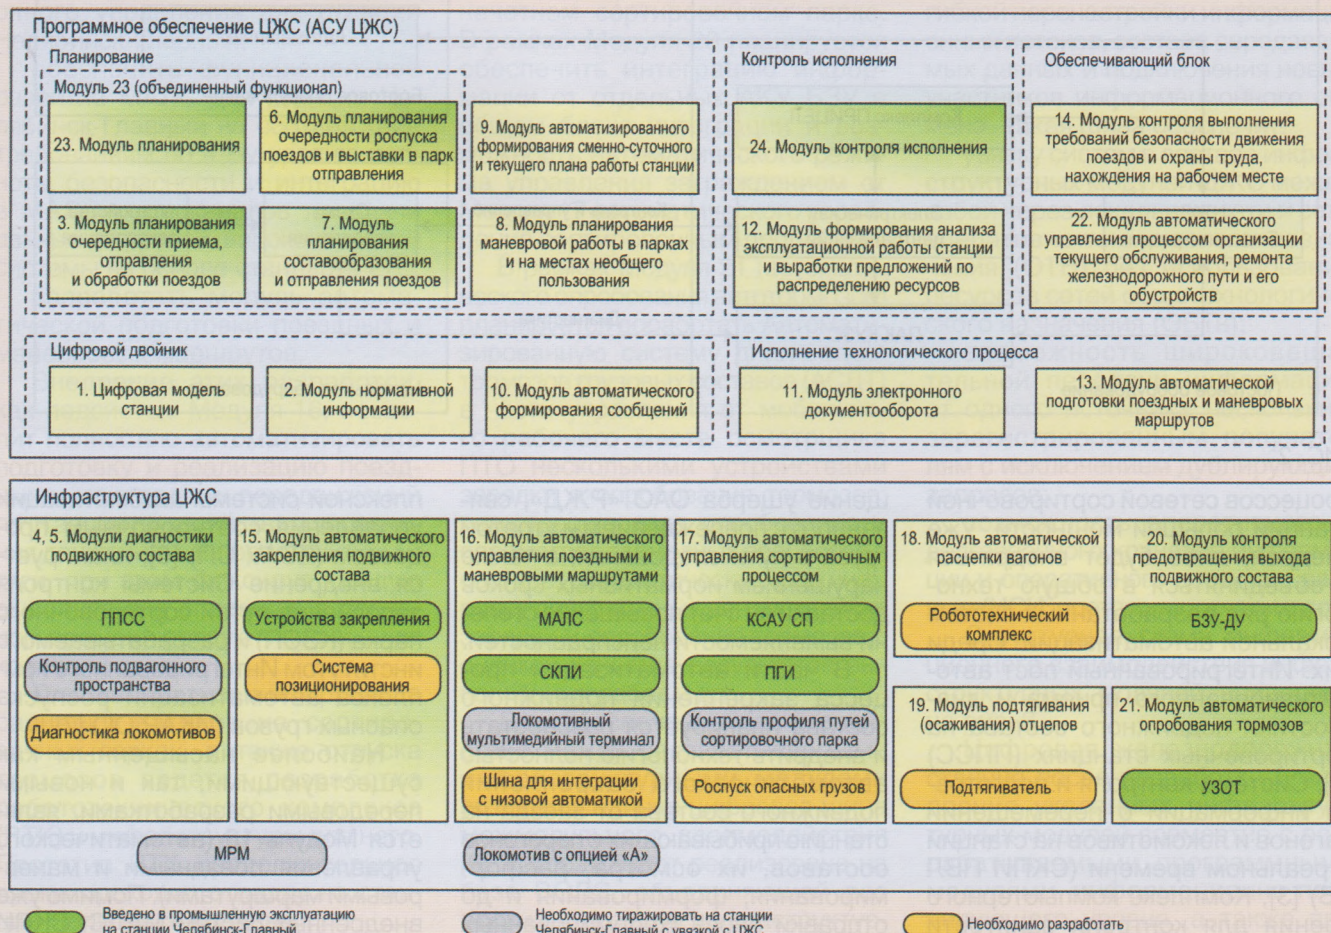 Программное обеспечение ЦЖС (АСУ ЦЖС)
Планирование
Модуль 23 (объединенный функционал)
23. Модуль планирования
6. Модуль планирования
очередности роспуска
поездов и выставки в парк
отправления
9. Модуль автоматизированного
формирования сменно-суточного
и текущего плана работы станции
3. Модуль планирования
очередности приема,
отправления
и обработки поездов
7. Модуль
планирования
составообразования
и отправления поездов
8. Модуль планирования
маневровой работы в парках
и на местах необщего
пользования
Контроль исполнения
24. Модуль контроля исполнения
12. Модуль формирования анализа
эксплуатационной работы станции
и выработки предложений по
распределению ресурсов
Обеспечивающий блок
14. Модуль контроля выполнения
требований безопасности движения
поездов и охраны труда,
нахождения на рабочем месте
22. Модуль автоматического
управления процессом организации
текущего обслуживания, ремонта
железнодорожного пути и его
обустройств
Цифровой двойник
1. Цифровая модель
станции
2. Модуль нормативной
информации
10. Модуль автоматического
формирования сообщений
Исполнение технологического процесса
11. Модуль электронного
документооборота
13. Модуль автоматической
подготовки поездных и маневровых
маршрутов
Инфраструктура ЦЖС
4, 5. Модули диагностики
подвижного состава
ППСС
Контроль подвагонного
пространства
Диагностика локомотивов
15. Модуль автоматического
закрепления подвижного
состава
Устройства закрепления
Система
позиционирования
МРМ
16. Модуль автоматического
управления поездными и
маневровыми маршрутами
МАЛС
СКПИ
Локомотивный
мультимедийный терминал
Шина для интеграции
с низовой автоматикой
Локомотив с опцией «А»
17. Модуль автоматического
управления сортировочным
процессом
КСАУ СП
ПГИ
Контроль профиля путей
сортировочного парка
Роспуск опасных грузов
18. Модуль автоматической
расцепки вагонов
Робототехнический
комплекс
19. Модуль подтягивания
(осаживания) отцепов
Подтягиватель
20. Модуль контроля
предотвращения выхода
подвижного состава
БЗУ-ДУ
21. Модуль автоматического
опробования тормозов
УЗОТ
Введено в промышленную эксплуатацию
на станции Челябинск-Главный
Необходимо тиражировать на станции
Челябинск-Главный с увязкой с ЦЖС
Необходимо разработать